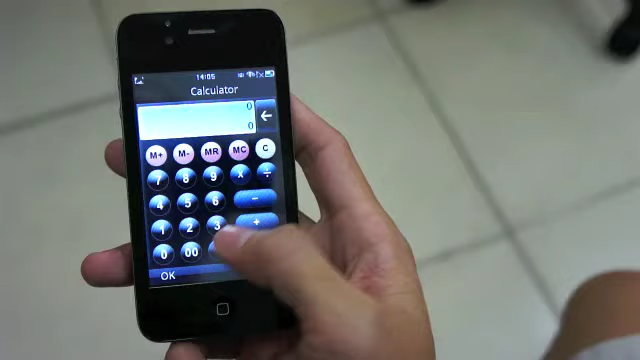 14:05
Calculator
0
←
0
M+ M- MR MC C
7 8 9 x ÷
4 5 6 -
1 2 3 +
0 00
OK